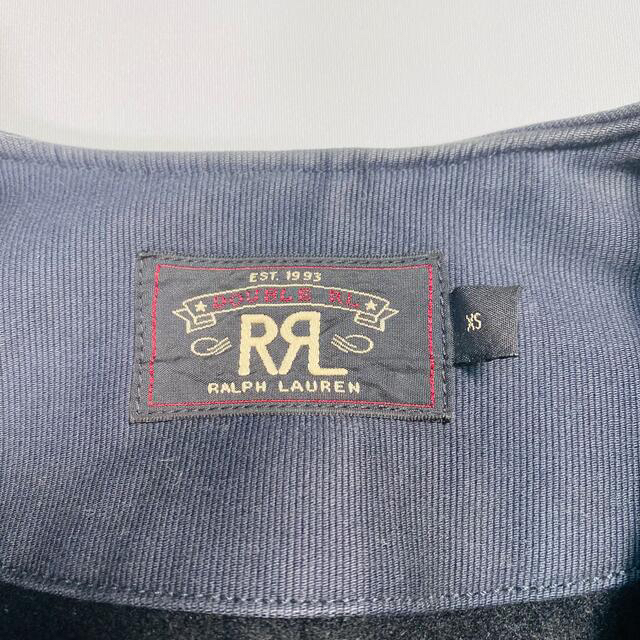 EST. 1993
DOUBLE RL
RRL
RALPH LAUREN
XS